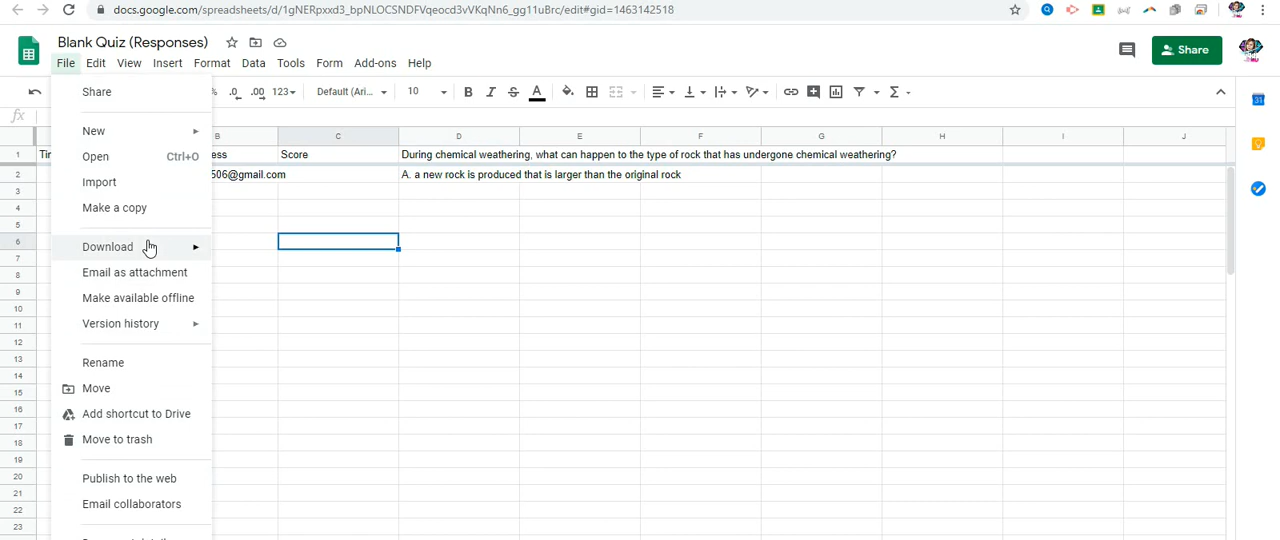 docs.google.com/spreadsheets/d/1gNERpxxd3_bpNLOCSNDFVqeocd3vVKqNn6_gg11uBrc/edit#gid=1463142518
Blank Quiz (Responses)
File Edit View Insert Format Data Tools Form Add-ons Help
Share
Share
% .0 .00 123 Default (Ari... 10 B I S A Σ
fx
New
Open Ctrl+O
Import
Make a copy
Download
Email as attachment
Make available offline
Version history
Rename
Move
Add shortcut to Drive
Move to trash
Publish to the web
Email collaborators
B C D E F G H I J
1 Score During chemical weathering, what can happen to the type of rock that has undergone chemical weathering?
2 506@gmail.com A. a new rock is produced that is larger than the original rock
3
4
5
6
7
8
9
10
11
12
13
14
15
16
17
18
19
20
21
22
23
31